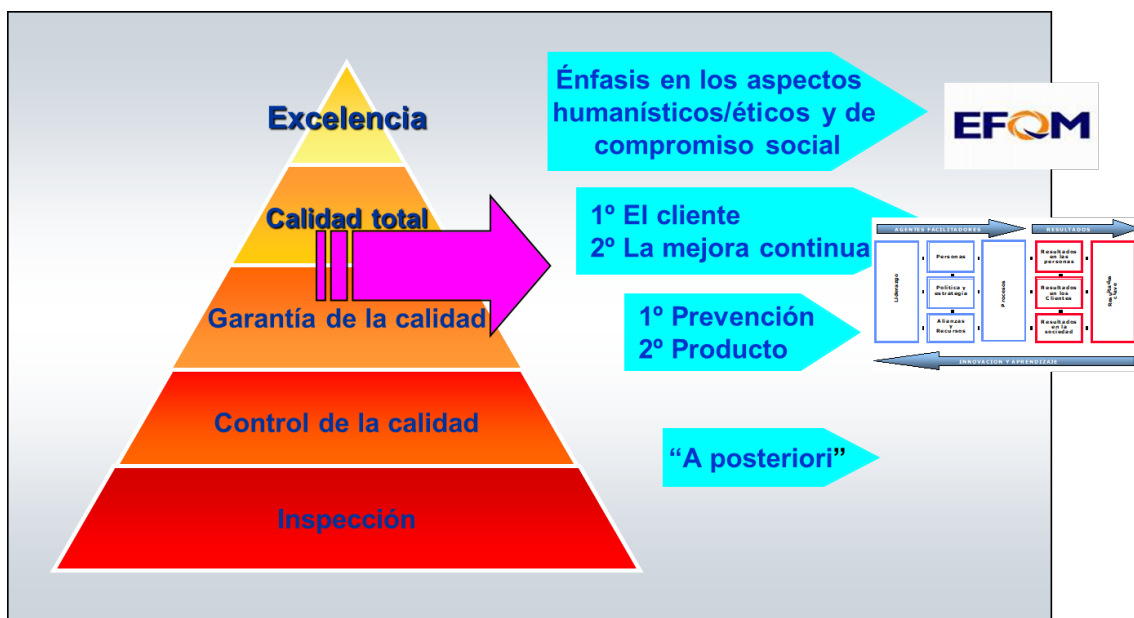 Excelencia
Calidad total
Garantía de la calidad
Control de la calidad
Inspección
Énfasis en los aspectos
humanísticos/éticos y de
compromiso social
EFQM
1º El cliente
2º La mejora continua
1º Prevención
2º Producto
“A posteriori”
AGENTES FACILITADORES
RESULTADOS
Liderazgo
Personas
Política y
estrategia
Alianzas
y
Recursos
Procesos
Resultados
en las
personas
Resultados
en los
Clientes
Resultados
en la
sociedad
Resultados
clave
INNOVACION Y APRENDIZAJE